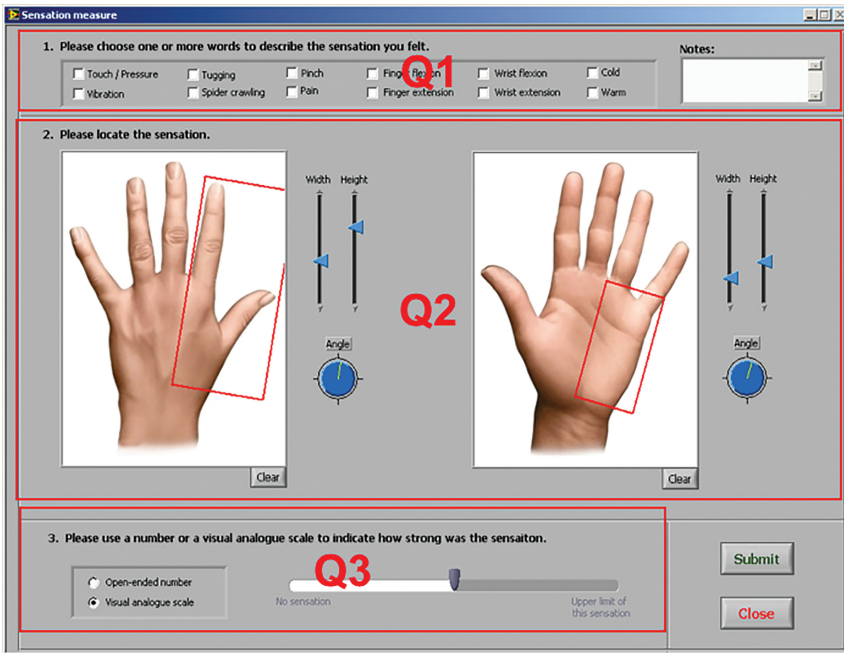 Sensation measure
1. Please choose one or more words to describe the sensation you felt.
Notes:
Touch / Pressure Tugging Pinch Finger flexion Wrist flexion Cold
Vibration Spider crawling Pain Finger extension Wrist extension Warm
Q1
2. Please locate the sensation.
Width Height
Width Height
Q2
Angle
Angle
Clear
Clear
3. Please use a number or a visual analogue scale to indicate how strong was the sensaiton.
Q3
Open-ended number
Visual analogue scale
No sensation
Upper limit of
this sensation
Submit
Close